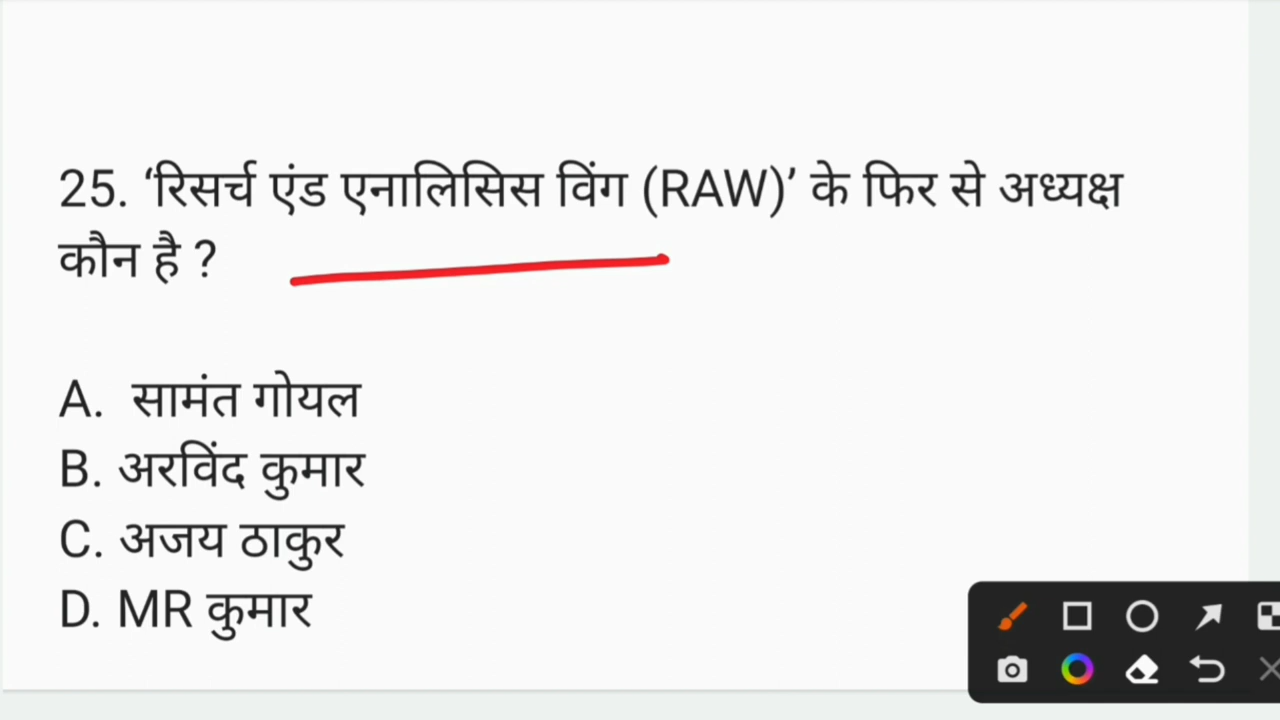 25. ‘रिसर्च एंड एनालिसिस विंग (RAW)’ के फिर से अध्यक्ष
कौन है ?
A. सामंत गोयल
B. अरविंद कुमार
C. अजय ठाकुर
D. MR कुमार